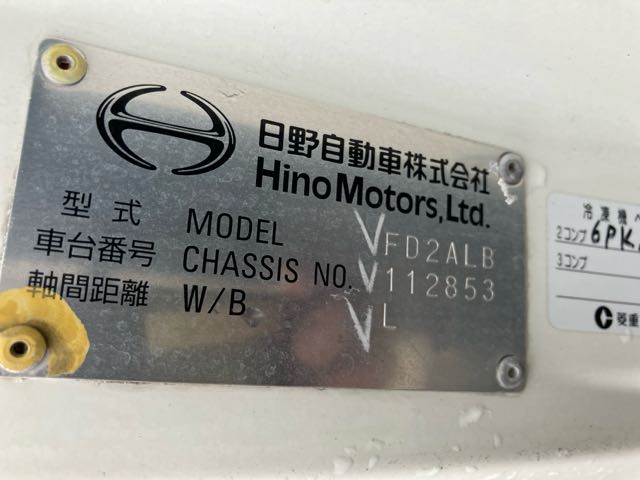 日野自動車株式会社
Hino Motors, Ltd.
型式 MODEL FD2ALB
車台番号 CHASSIS NO. 112853
軸間距離 W/B L
冷凍機
2コンプ 6PK
3コンプ
菱重